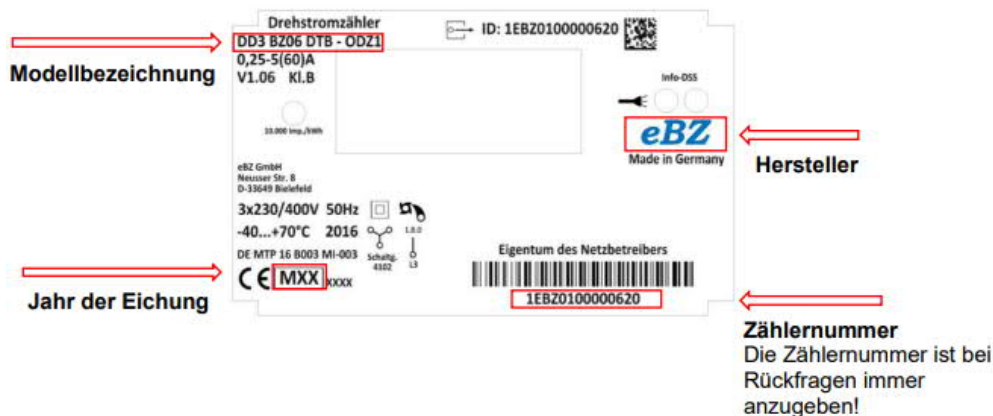 Drehstromzähler
DD3 BZ06 DTB - ODZ1
0,25-5(60)A
V1.06 Kl.B
10.000 Imp./kWh
ID: 1EBZ0100000620
Info-DSS
eBZ
Made in Germany
eBZ GmbH
Neusser Str. 8
D-33649 Bielefeld
3x230/400V 50Hz
-40...+70°C 2016
DE MTP 16 B003 MI-003
CE MXX XXXX
Schaltg.
4102
1.8.0
L3
Eigentum des Netzbetreibers
1EBZ0100000620
Modellbezeichnung
Hersteller
Jahr der Eichung
Zählernummer
Die Zählernummer ist bei
Rückfragen immer
anzugeben!